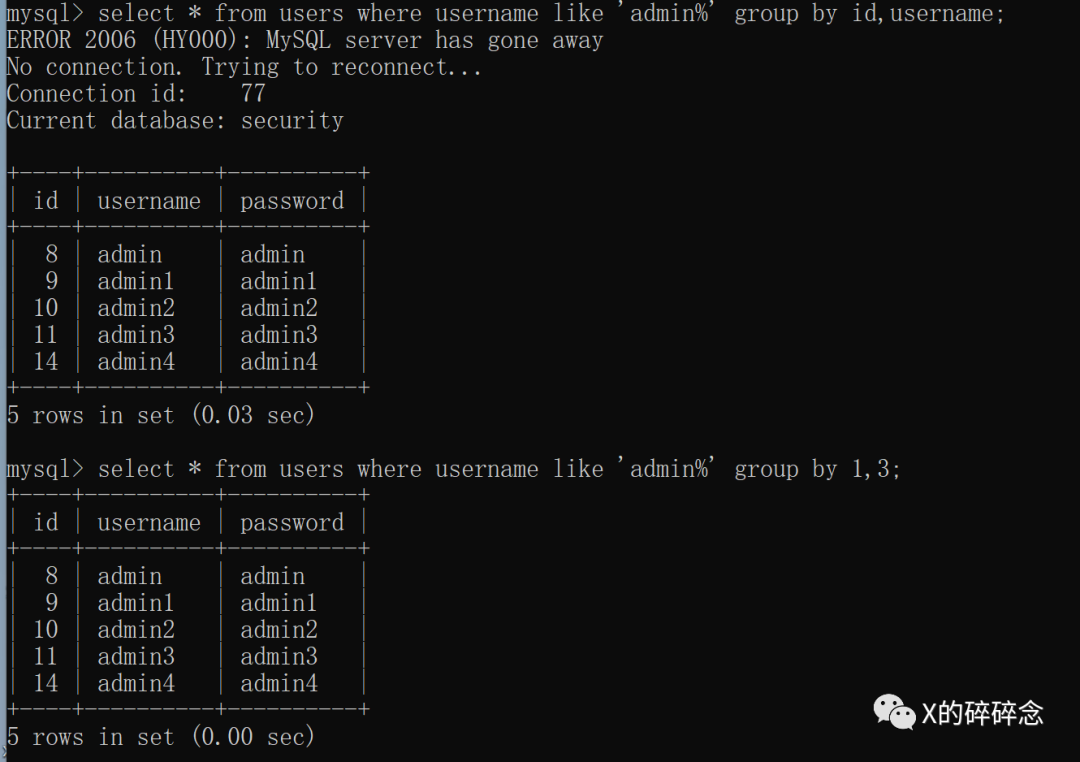 mysql> select * from users where username like 'admin%' group by id,username;
ERROR 2006 (HY000): MySQL server has gone away
No connection. Trying to reconnect...
Connection id:    77
Current database: security
+----+----------+----------+
| id | username | password |
+----+----------+----------+
|  8 | admin    | admin    |
|  9 | admin1   | admin1   |
| 10 | admin2   | admin2   |
| 11 | admin3   | admin3   |
| 14 | admin4   | admin4   |
+----+----------+----------+
5 rows in set (0.03 sec)
mysql> select * from users where username like 'admin%' group by 1,3;
+----+----------+----------+
| id | username | password |
+----+----------+----------+
|  8 | admin    | admin    |
|  9 | admin1   | admin1   |
| 10 | admin2   | admin2   |
| 11 | admin3   | admin3   |
| 14 | admin4   | admin4   |
+----+----------+----------+
5 rows in set (0.00 sec)
X的碎碎念